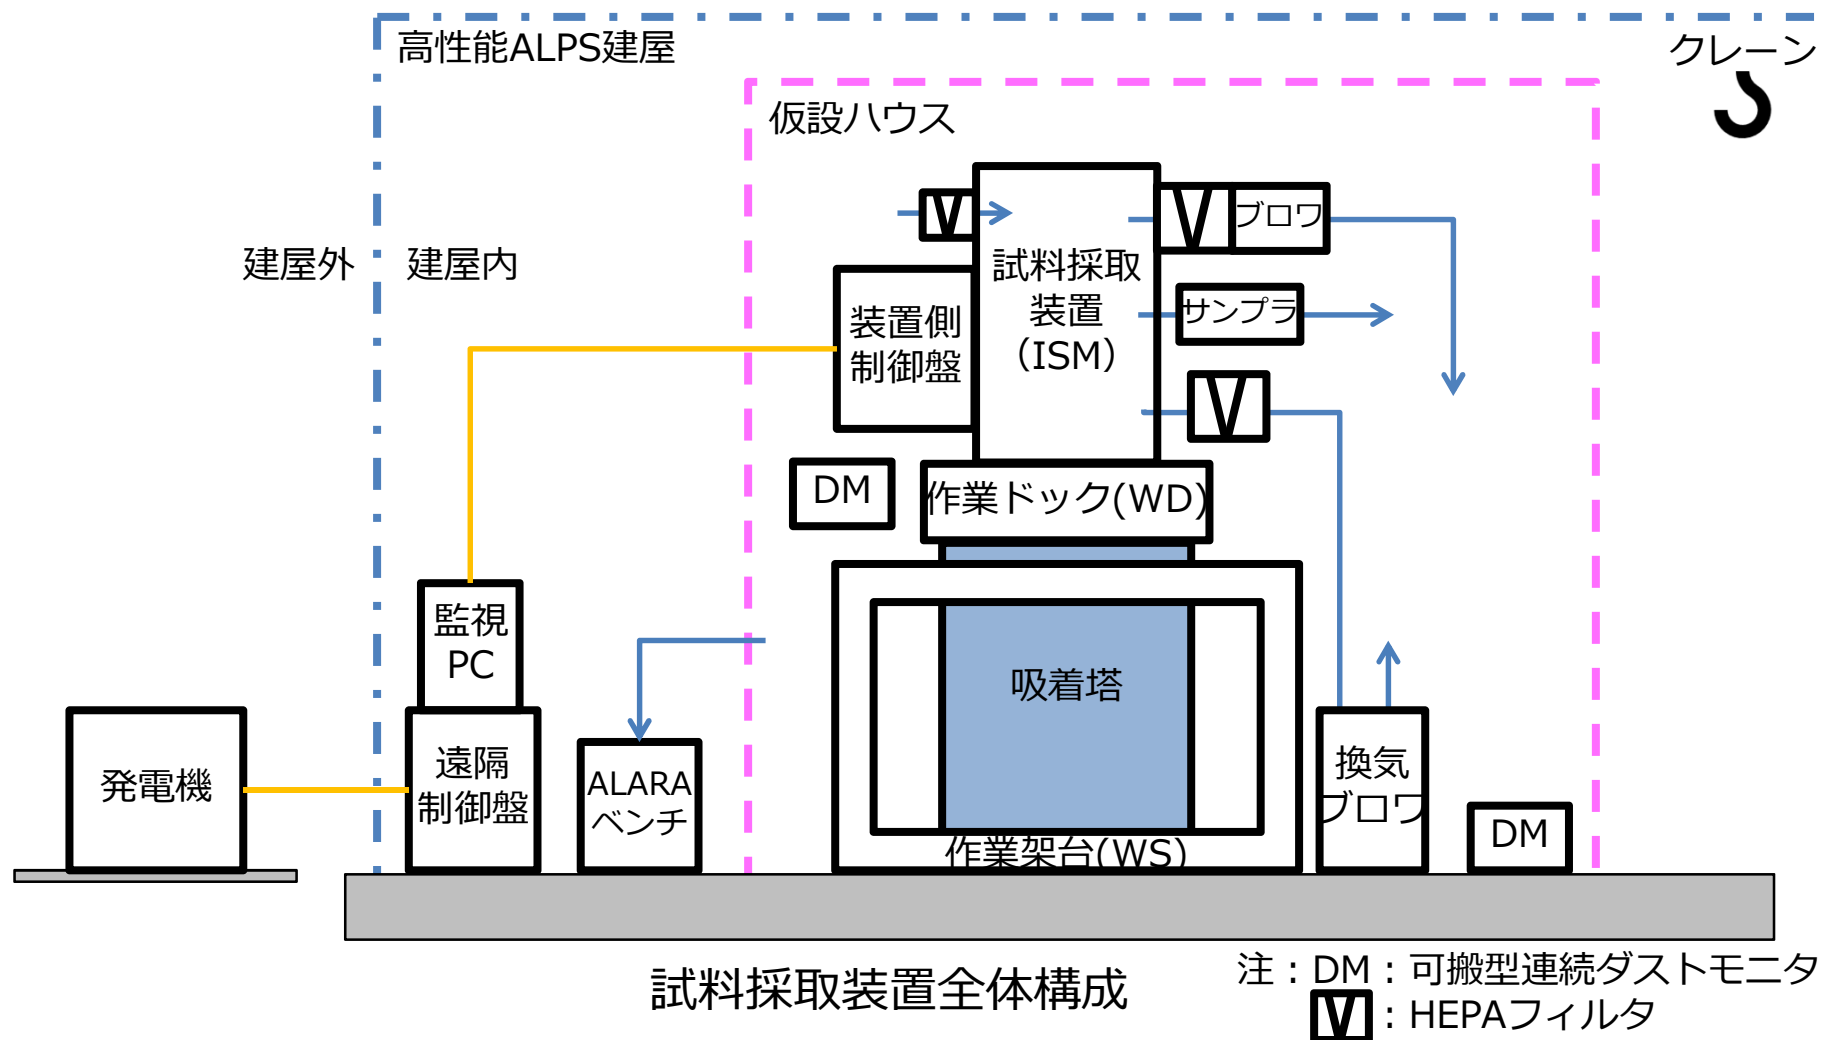 高性能ALPS建屋
クレーン
仮設ハウス
建屋外
建屋内
ブロワ
試料採取
装置
（ISM）
サンプラ
装置側
制御盤
DM
作業ドック(WD)
監視
PC
吸着塔
発電機
遠隔
制御盤
ALARA
ベンチ
換気
ブロワ
DM
作業架台(WS)
試料採取装置全体構成
注：DM：可搬型連続ダストモニタ
：HEPAフィルタ